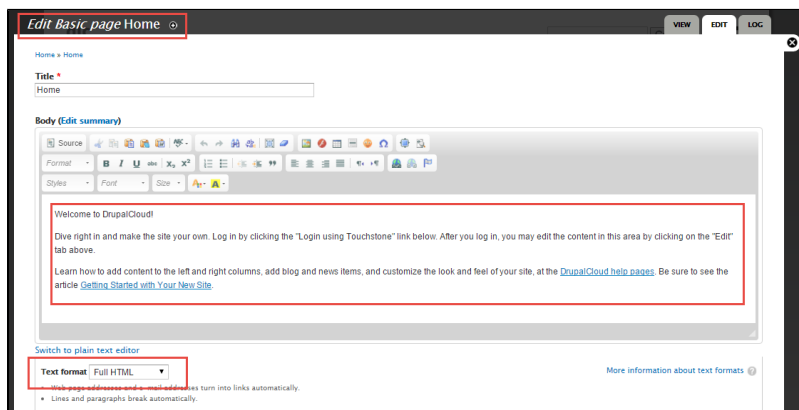 Edit Basic page Home
VIEW EDIT LOG
Home » Home
Title *
Home
Body (Edit summary)
Source
Format B I U abc X₂ X²
Styles Font Size A A
Welcome to DrupalCloud!
Dive right in and make the site your own. Log in by clicking the "Login using Touchstone" link below. After you log in, you may edit the content in this area by clicking on the "Edit"
tab above.
Learn how to add content to the left and right columns, add blog and news items, and customize the look and feel of your site, at the DrupalCloud help pages. Be sure to see the
article Getting Started with Your New Site.
Switch to plain text editor
Text format Full HTML
More information about text formats
Web page addresses and e-mail addresses turn into links automatically.
Lines and paragraphs break automatically.